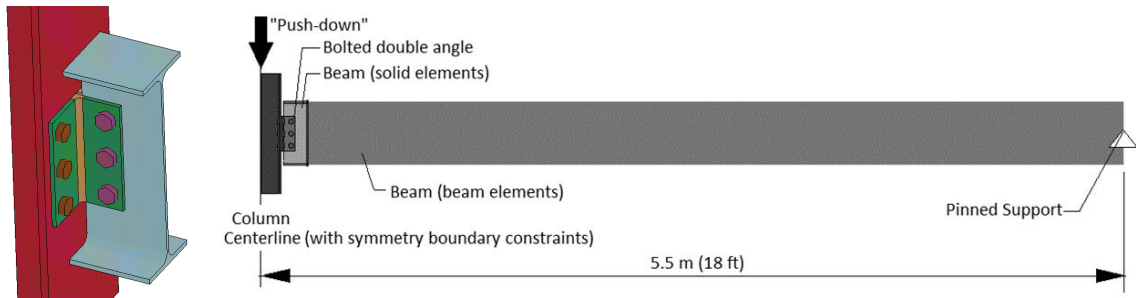 "Push-down"
Bolted double angle
Beam (solid elements)
Beam (beam elements)
Pinned Support
Column
Centerline (with symmetry boundary constraints)
5.5 m (18 ft)